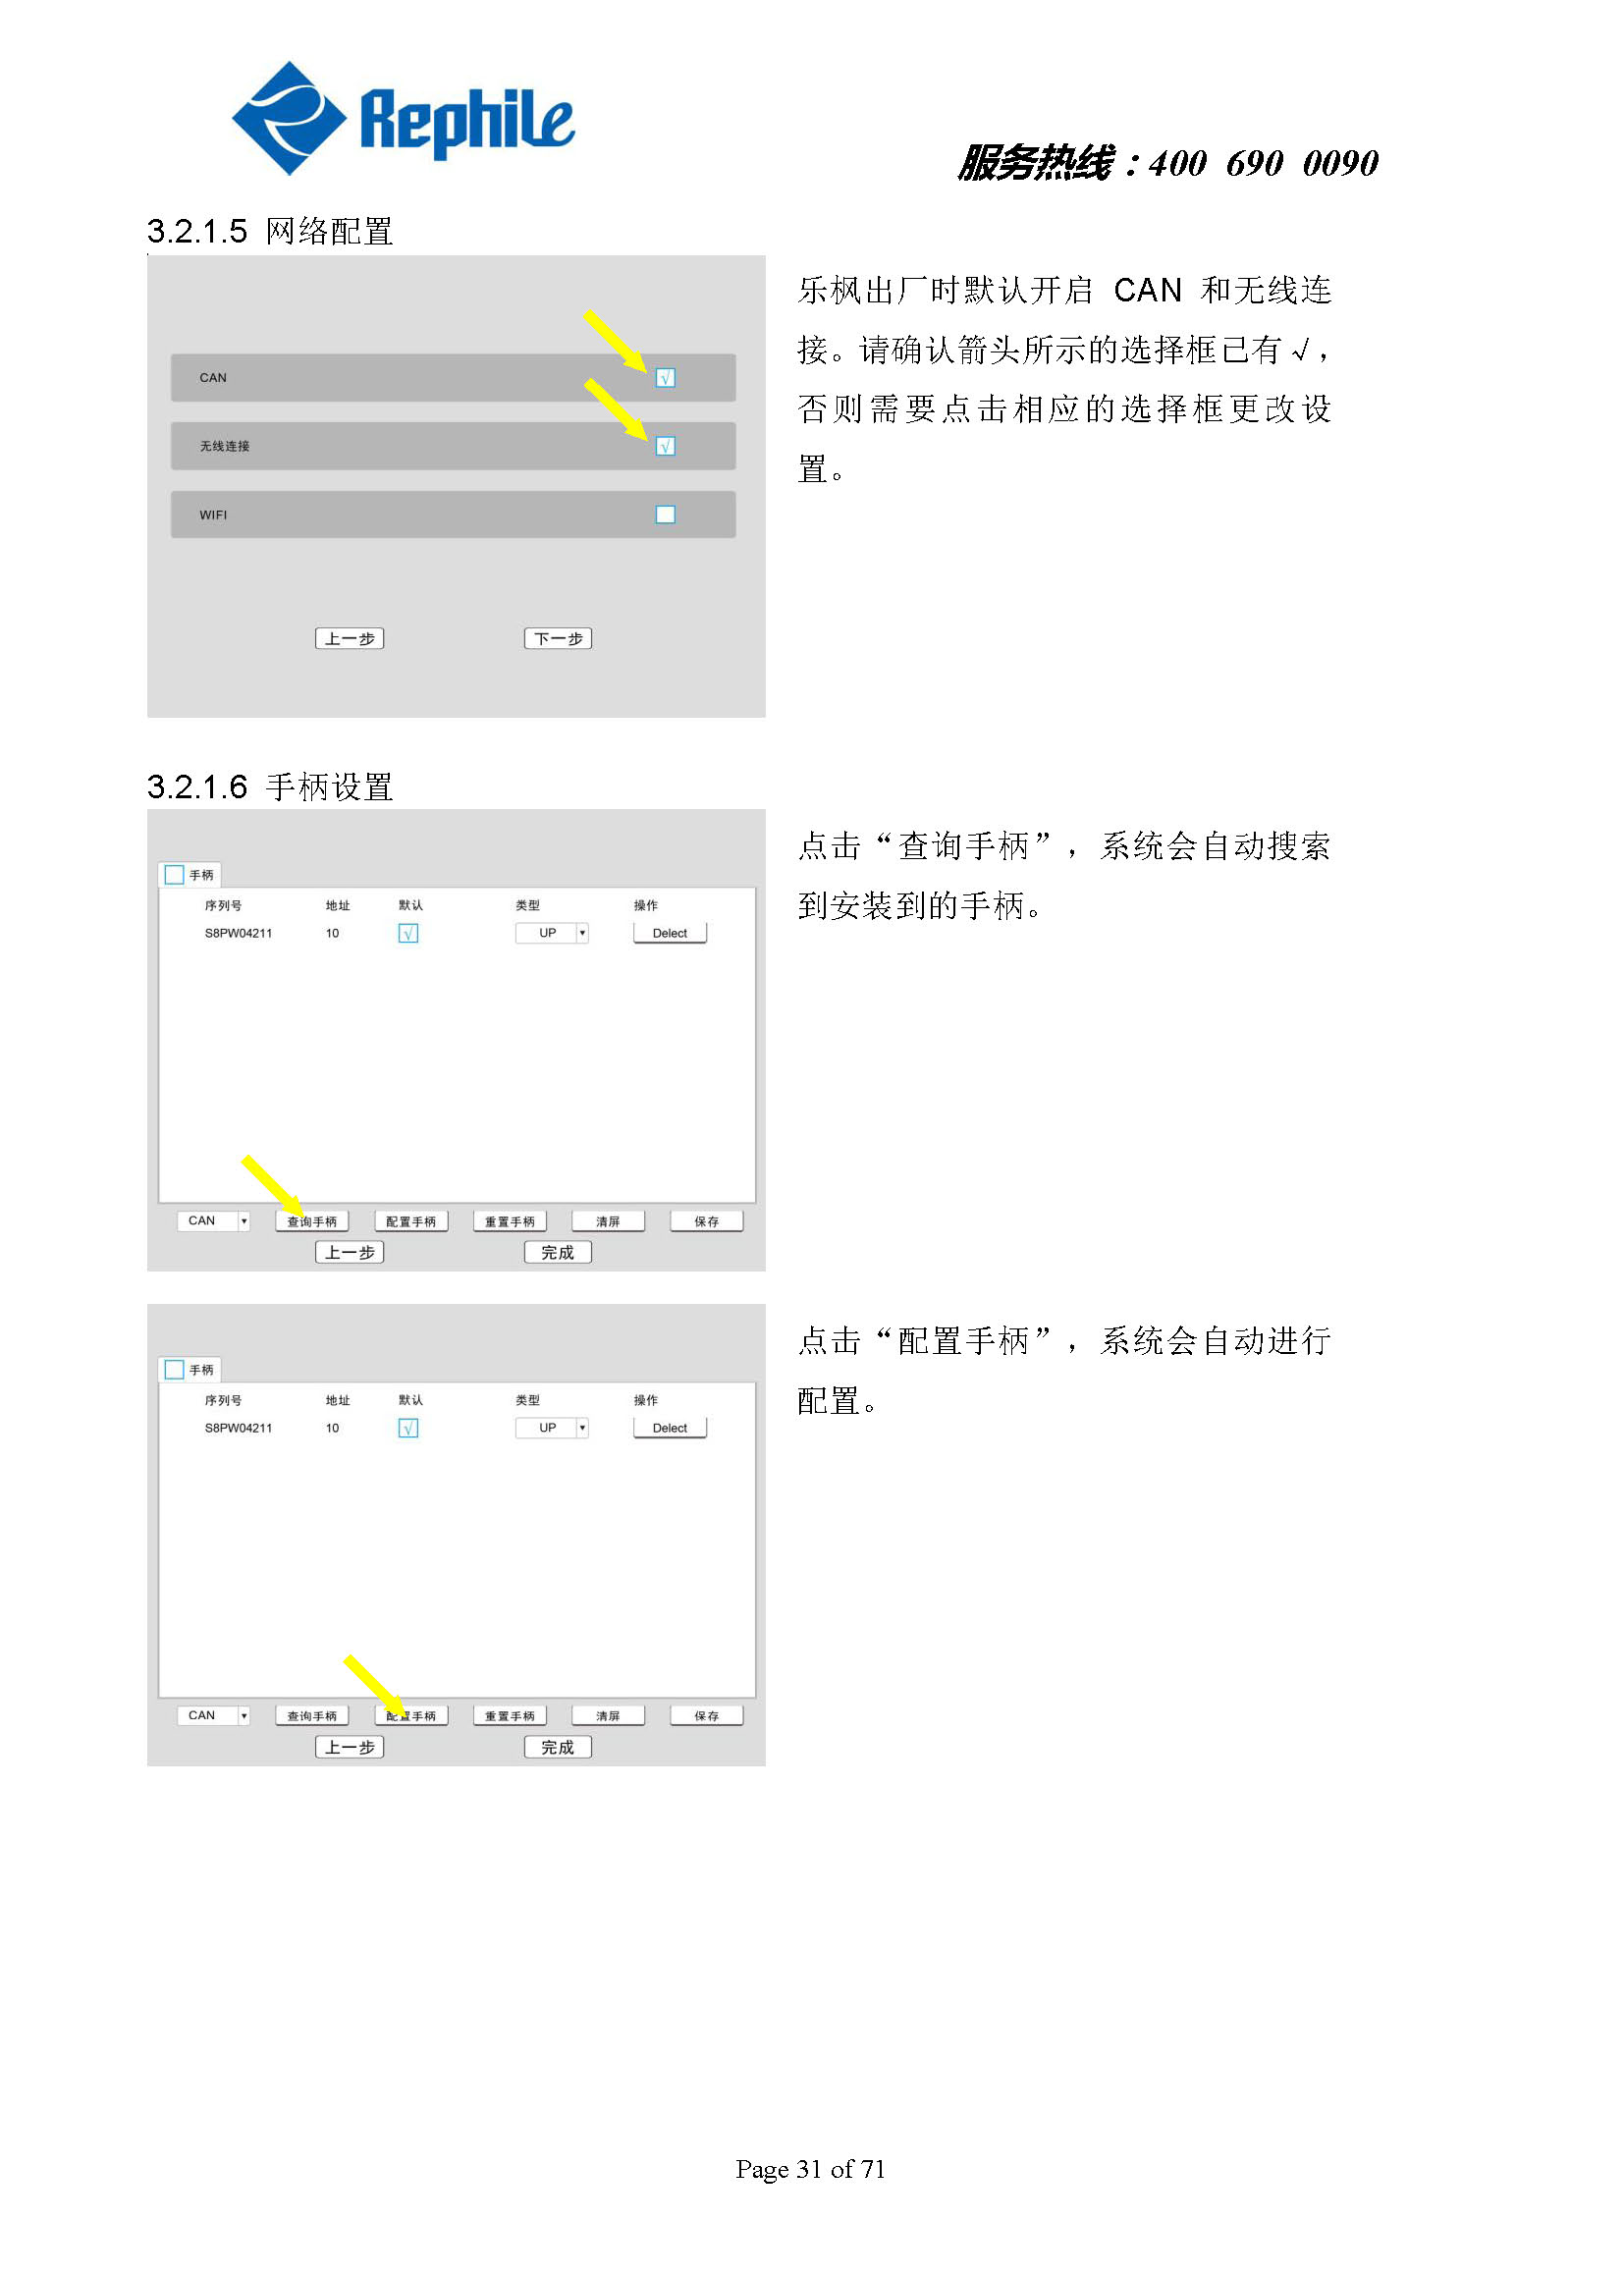 Rephile
服务热线：400 690 0090
3.2.1.5 网络配置
CAN √
无线连接 √
WIFI
上一步 下一步
乐枫出厂时默认开启 CAN 和无线连
接。请确认箭头所示的选择框已有√，
否则需要点击相应的选择框更改设
置。
3.2.1.6 手柄设置
手柄
序列号 地址 默认 类型 操作
S8PW04211 10 √ UP Delect
CAN 查询手柄 配置手柄 重置手柄 清屏 保存
上一步 完成
点击“查询手柄”，系统会自动搜索
到安装到的手柄。
手柄
序列号 地址 默认 类型 操作
S8PW04211 10 √ UP Delect
CAN 查询手柄 配置手柄 重置手柄 清屏 保存
上一步 完成
点击“配置手柄”，系统会自动进行
配置。
Page 31 of 71